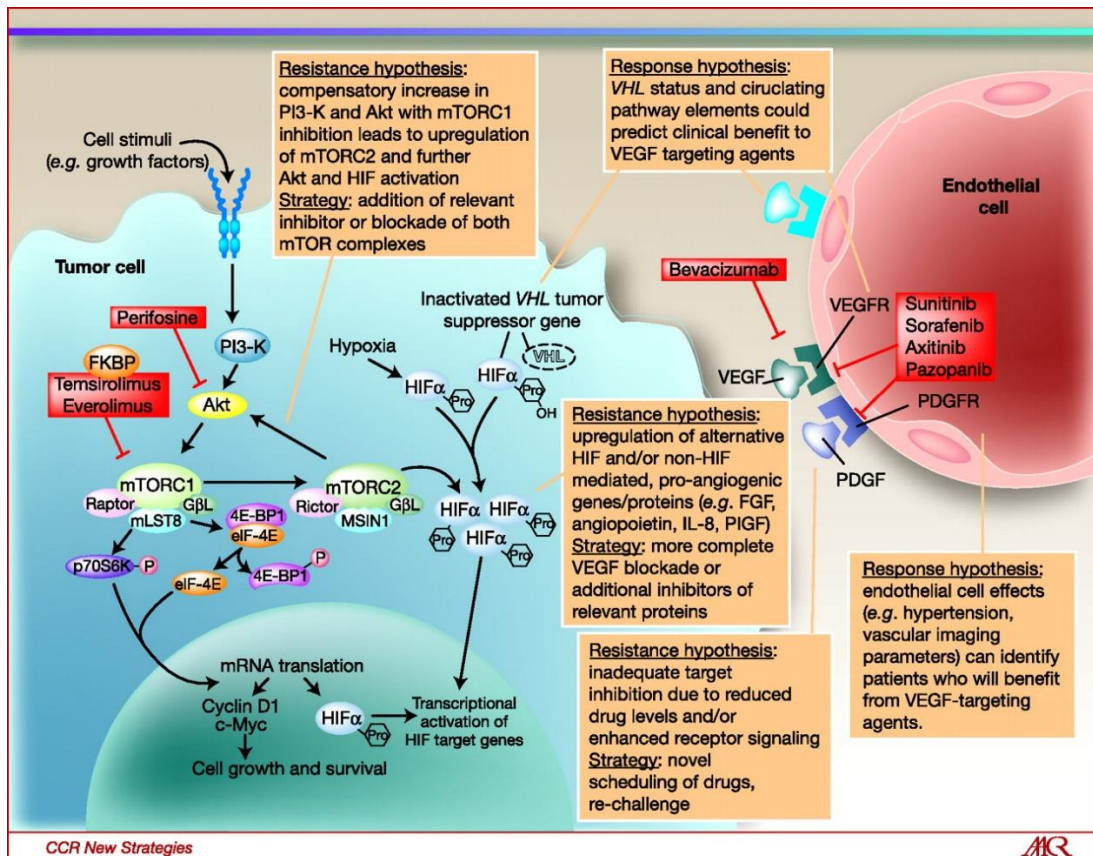 Resistance hypothesis:
compensatory increase in
PI3-K and Akt with mTORC1
inhibition leads to upregulation
of mTORC2 and further
Akt and HIF activation
Strategy: addition of relevant
inhibitor or blockade of both
mTOR complexes
Response hypothesis:
VHL status and ciruclating
pathway elements could
predict clinical benefit to
VEGF targeting agents
Cell stimuli
(e.g. growth factors)
Tumor cell
Endothelial
cell
Bevacizumab
VEGFR
Sunitinib
Sorafenib
Axitinib
Pazopanib
VEGF
PDGFR
PDGF
Perifosine
PI3-K
FKBP
Temsirolimus
Everolimus
Akt
Inactivated VHL tumor
suppressor gene
VHL
Hypoxia
HIFα
Pro
HIFα
Pro
OH
mTORC1
Raptor
GβL
mLST8
mTORC2
Rictor
GβL
MSIN1
4E-BP1
eIF-4E
p70S6K
P
eIF-4E
4E-BP1
P
HIFα
HIFα
Pro
Pro
HIFα
Pro
Resistance hypothesis:
upregulation of alternative
HIF and/or non-HIF
mediated, pro-angiogenic
genes/proteins (e.g. FGF,
angiopoietin, IL-8, PIGF)
Strategy: more complete
VEGF blockade or
additional inhibitors of
relevant proteins
Resistance hypothesis:
inadequate target
inhibition due to reduced
drug levels and/or
enhanced receptor signaling
Strategy: novel
scheduling of drugs,
re-challenge
Response hypothesis:
endothelial cell effects
(e.g. hypertension,
vascular imaging
parameters) can identify
patients who will benefit
from VEGF-targeting
agents.
mRNA translation
Cyclin D1
c-Myc
Cell growth and survival
HIFα
Pro
Transcriptional
activation of
HIF target genes
CCR New Strategies
AACR